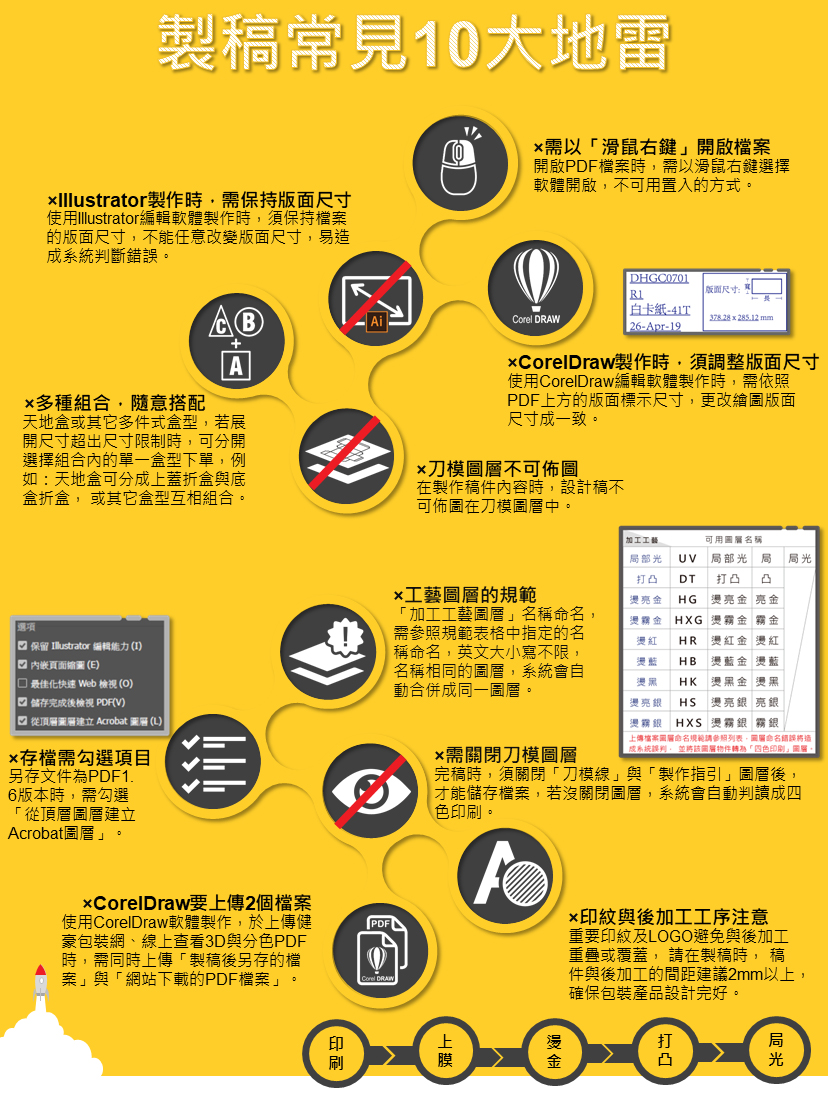 製稿常見10大地雷
×需以「滑鼠右鍵」開啟檔案
開啟PDF檔案時，需以滑鼠右鍵選擇
軟體開啟，不可用置入的方式。
×Illustrator製作時，需保持版面尺寸
使用Illustrator編輯軟體製作時，須保持檔案
的版面尺寸，不能任意改變版面尺寸，易造
成系統判斷錯誤。
Ai
Corel DRAW
DHGC0701
R1
白卡紙-41T
26-Apr-19
版面尺寸:
寬
長
378.28 x 285.12 mm
C B
+
A
×CorelDraw製作時，須調整版面尺寸
使用CorelDraw編輯軟體製作時，需依照
PDF上方的版面標示尺寸，更改繪圖版面
尺寸成一致。
×多種組合，隨意搭配
天地盒或其它多件式盒型，若展
開尺寸超出尺寸限制時，可分開
選擇組合內的單一盒型下單，例
如：天地盒可分成上蓋折盒與底
盒折盒， 或其它盒型互相組合。
×刀模圖層不可佈圖
在製作稿件內容時，設計稿不
可佈圖在刀模圖層中。
加工工藝 可用圖層名稱
局部光 UV 局部光 局 局光
打凸 DT 打凸 凸
燙亮金 HG 燙亮金 亮金
燙霧金 HXG 燙霧金 霧金
燙紅 HR 燙紅金 燙紅
燙藍 HB 燙藍金 燙藍
燙黑 HK 燙黑金 燙黑
燙亮銀 HS 燙亮銀 亮銀
燙霧銀 HXS 燙霧銀 霧銀
上傳檔案圖層命名規範請參照列表，圖層命名錯誤將造
成系統誤判， 並將該圖層物件轉為「四色印刷」圖層。
×工藝圖層的規範
「加工工藝圖層」名稱命名，
需參照規範表格中指定的名
稱命名，英文大小寫不限，
名稱相同的圖層，系統會自
動合併成同一圖層。
選項
保留 Illustrator 編輯能力 (I)
內嵌頁面縮圖 (E)
最佳化快速 Web 檢視 (O)
儲存完成後檢視 PDF(V)
從頂層圖層建立 Acrobat 圖層 (L)
×存檔需勾選項目
另存文件為PDF1.
6版本時，需勾選
「從頂層圖層建立
Acrobat圖層」。
×需關閉刀模圖層
完稿時，須關閉「刀模線」與「製作指引」圖層後，
才能儲存檔案，若沒關閉圖層，系統會自動判讀成四
色印刷。
A
×CorelDraw要上傳2個檔案
使用CorelDraw軟體製作，於上傳健
豪包裝網、線上查看3D與分色PDF
時，需同時上傳「製稿後另存的檔
案」與「網站下載的PDF檔案」。
PDF
Corel DRAW
×印紋與後加工工序注意
重要印紋及LOGO避免與後加工
重疊或覆蓋， 請在製稿時， 稿
件與後加工的間距建議2mm以上，
確保包裝產品設計完好。
印刷
上膜
燙金
打凸
局光